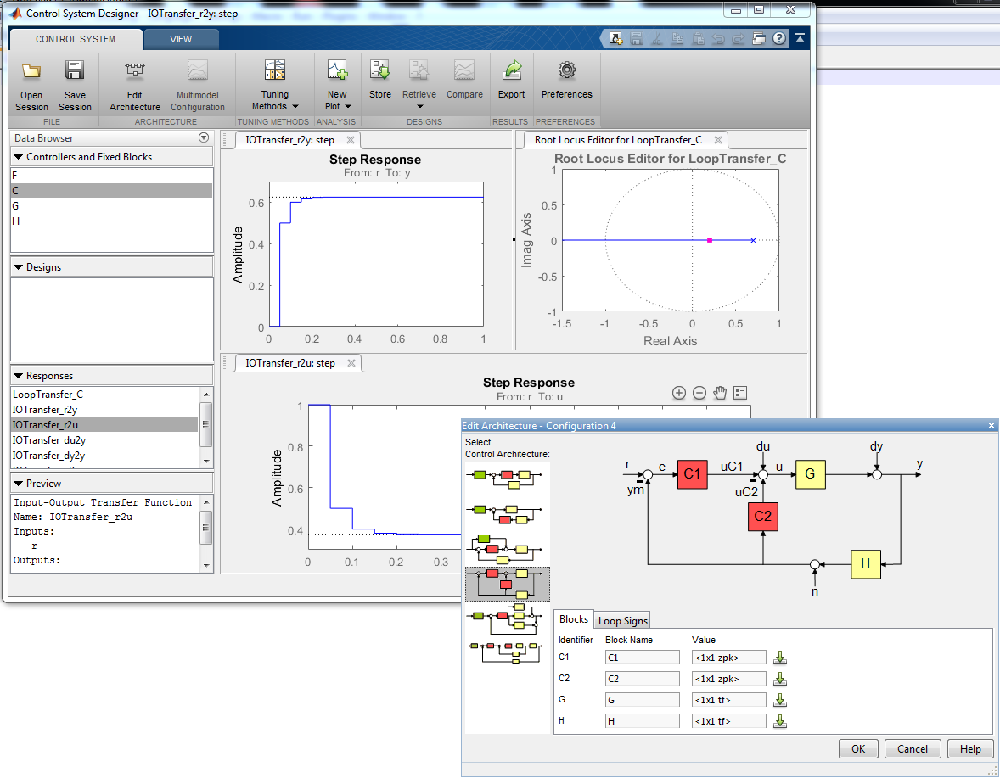 Control System Designer - IOTransfer_r2y: step
CONTROL SYSTEM
VIEW
Open Session
Save Session
Edit Architecture
Multimodel Configuration
Tuning Methods
New Plot
Store
Retrieve
Compare
Export
Preferences
FILE
ARCHITECTURE
TUNING METHODS
ANALYSIS
DESIGNS
RESULTS
PREFERENCES
Data Browser
Controllers and Fixed Blocks
F
C
G
H
Designs
Responses
LoopTransfer_C
IOTransfer_r2y
IOTransfer_r2u
IOTransfer_du2y
IOTransfer_dy2y
Preview
Input-Output Transfer Function
Name: IOTransfer_r2u
Inputs:
r
Outputs:
IOTransfer_r2y: step
Step Response
From: r To: y
Amplitude
0.6
0.4
0.2
0
0 0.2 0.4 0.6 0.8 1
Root Locus Editor for LoopTransfer_C
Root Locus Editor for LoopTransfer_C
Imag Axis
1
0.5
0
-0.5
-1
-1.5 -1 -0.5 0 0.5 1
Real Axis
IOTransfer_r2u: step
Step Response
From: r To: u
Amplitude
1
0.8
0.6
0.4
0 0.1 0.2 0.3
Edit Architecture - Configuration 4
Select
Control Architecture:
du
dy
r
e
C1
uC1
u
G
y
ym
uC2
C2
H
n
Blocks
Loop Signs
Identifier Block Name Value
C1 C1 <1x1 zpk>
C2 C2 <1x1 zpk>
G G <1x1 tf>
H H <1x1 tf>
OK
Cancel
Help